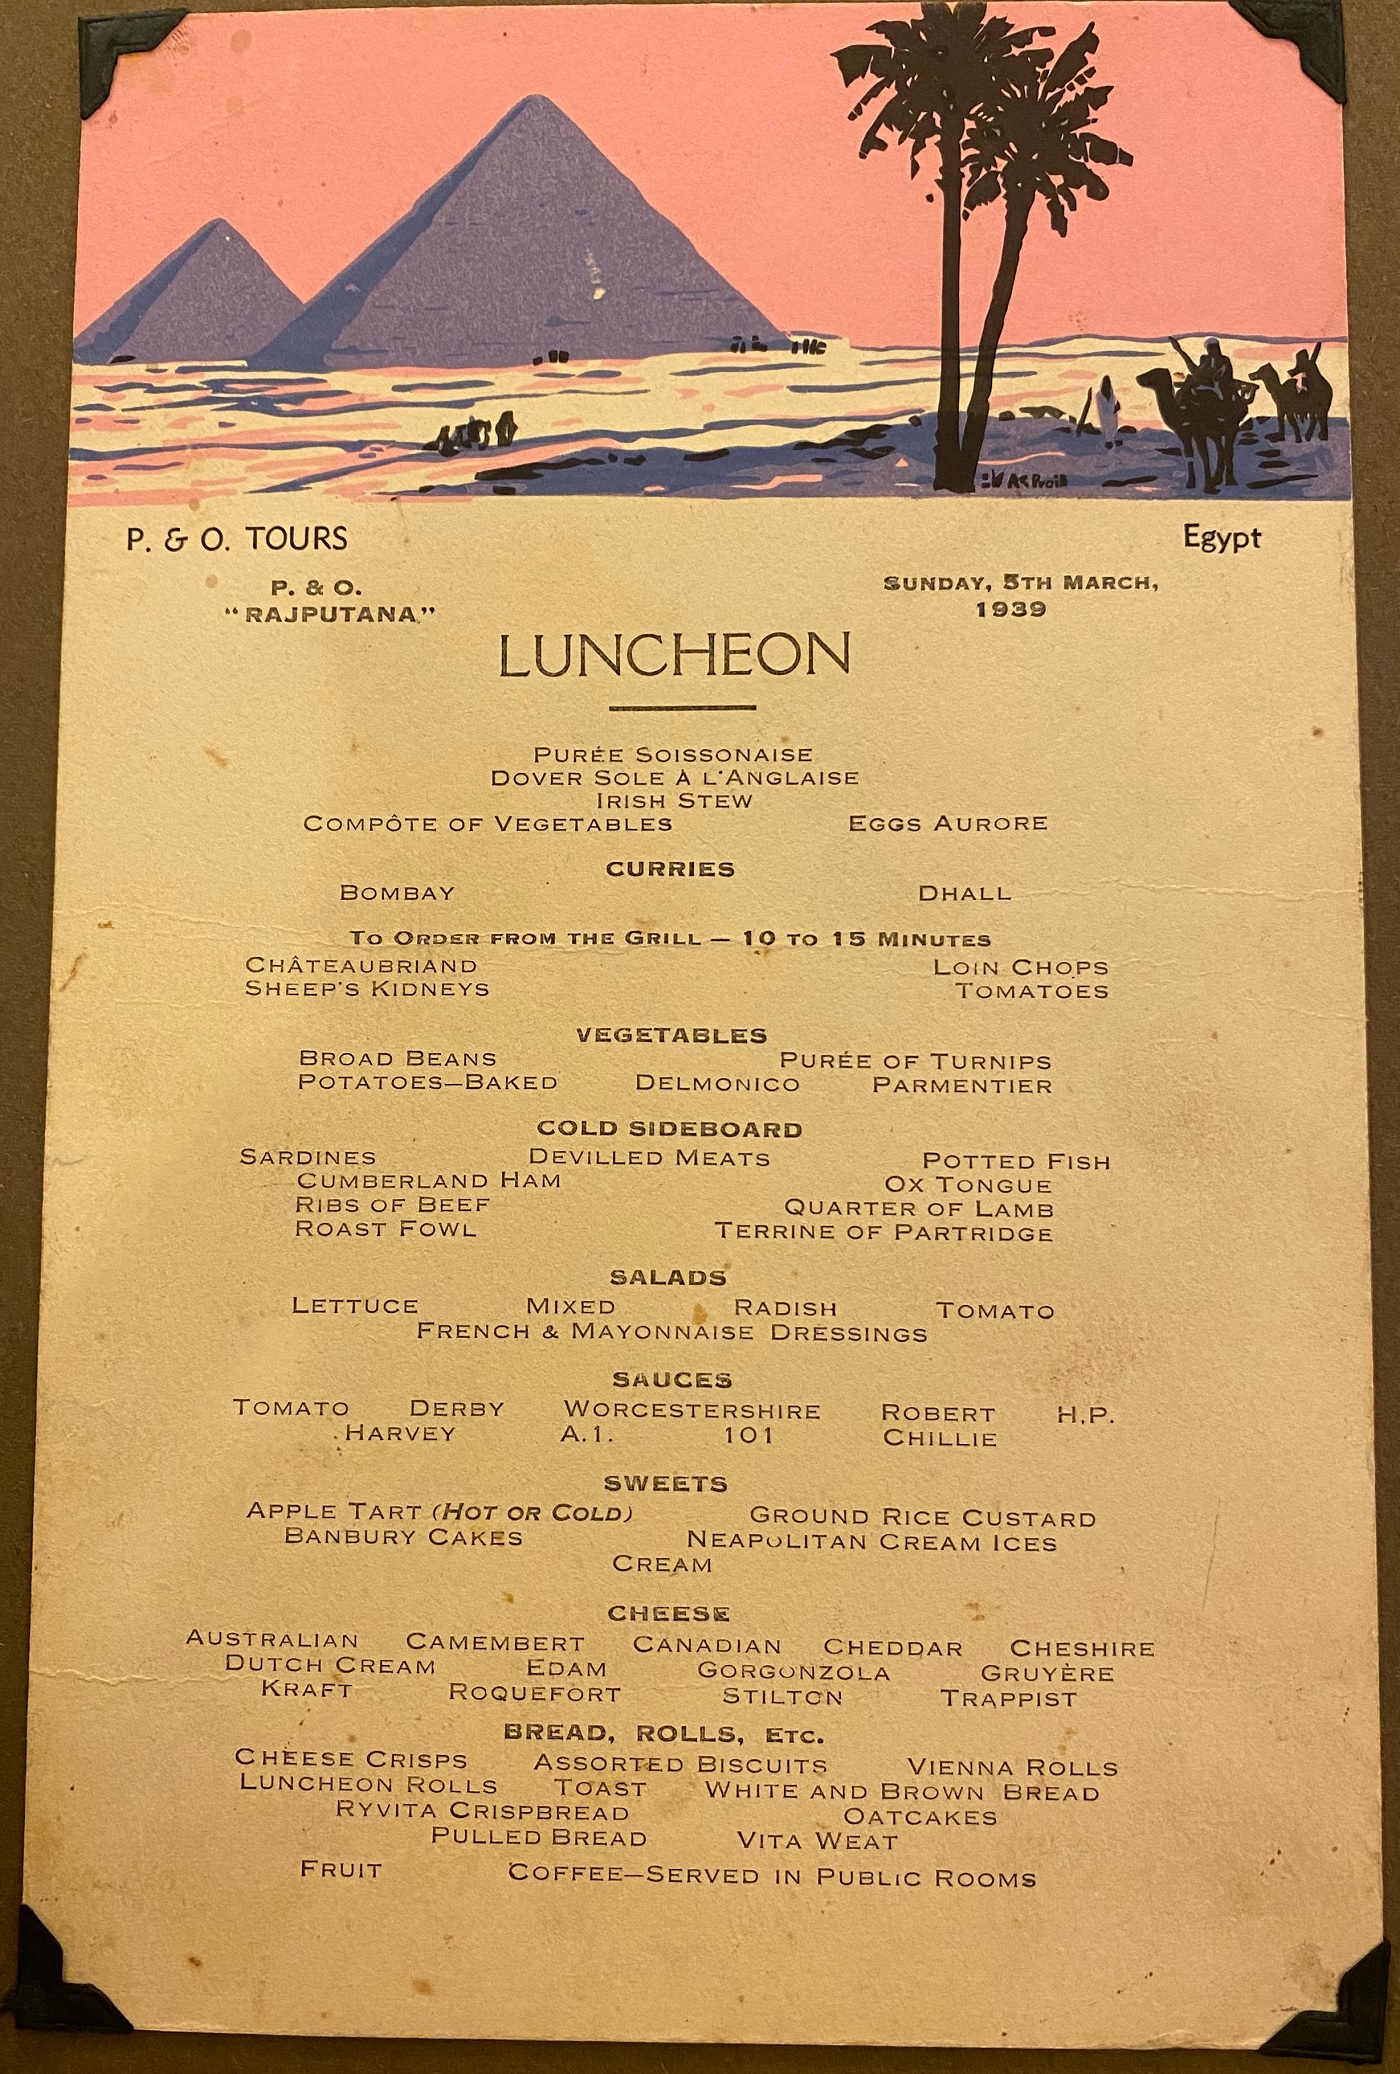 P. & O. TOURS Egypt
P. & O. SUNDAY, 5TH MARCH,
“RAJPUTANA” 1939
LUNCHEON
PURÉE SOISSONAISE
DOVER SOLE À L'ANGLAISE
IRISH STEW
COMPÔTE OF VEGETABLES EGGS AURORE
CURRIES
BOMBAY DHALL
TO ORDER FROM THE GRILL — 10 TO 15 MINUTES
CHÂTEAUBRIAND LOIN CHOPS
SHEEP'S KIDNEYS TOMATOES
VEGETABLES
BROAD BEANS PURÉE OF TURNIPS
POTATOES—BAKED DELMONICO PARMENTIER
COLD SIDEBOARD
SARDINES DEVILLED MEATS POTTED FISH
CUMBERLAND HAM OX TONGUE
RIBS OF BEEF QUARTER OF LAMB
ROAST FOWL TERRINE OF PARTRIDGE
SALADS
LETTUCE MIXED RADISH TOMATO
FRENCH & MAYONNAISE DRESSINGS
SAUCES
TOMATO DERBY WORCESTERSHIRE ROBERT H.P.
HARVEY A.1. 101 CHILLIE
SWEETS
APPLE TART (HOT OR COLD) GROUND RICE CUSTARD
BANBURY CAKES NEAPOLITAN CREAM ICES
CREAM
CHEESE
AUSTRALIAN CAMEMBERT CANADIAN CHEDDAR CHESHIRE
DUTCH CREAM EDAM GORGONZOLA GRUYÈRE
KRAFT ROQUEFORT STILTON TRAPPIST
BREAD, ROLLS, ETC.
CHEESE CRISPS ASSORTED BISCUITS VIENNA ROLLS
LUNCHEON ROLLS TOAST WHITE AND BROWN BREAD
RYVITA CRISPBREAD OATCAKES
PULLED BREAD VITA WEAT
FRUIT COFFEE—SERVED IN PUBLIC ROOMS